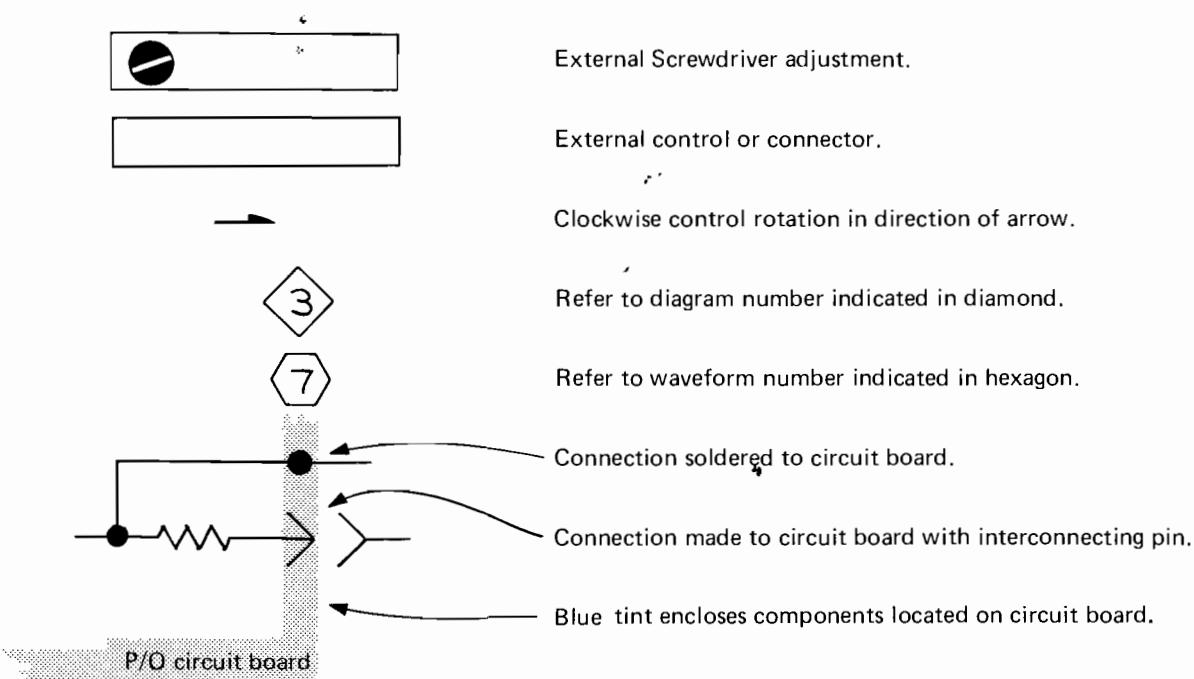 External Screwdriver adjustment.
External control or connector.
Clockwise control rotation in direction of arrow.
3
Refer to diagram number indicated in diamond.
7
Refer to waveform number indicated in hexagon.
Connection soldered to circuit board.
Connection made to circuit board with interconnecting pin.
Blue tint encloses components located on circuit board.
P/O circuit board